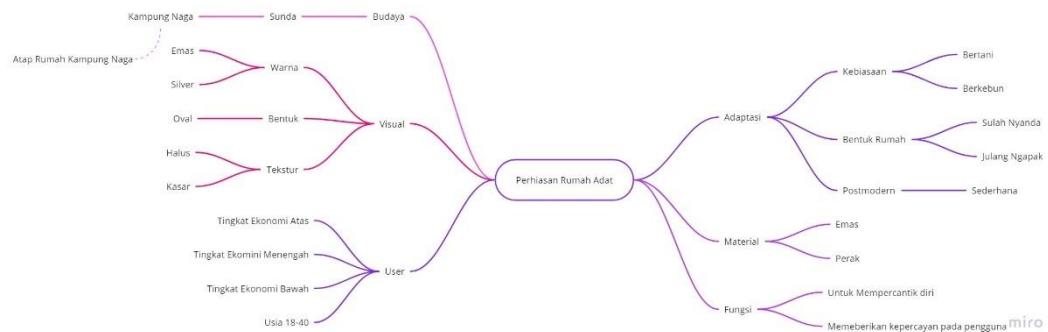 Perhiasan Rumah Adat
Budaya
Sunda
Kampung Naga
Atap Rumah Kampung Naga
Visual
Warna
Emas
Silver
Bentuk
Oval
Tekstur
Halus
Kasar
User
Tingkat Ekonomi Atas
Tingkat Ekomini Menengah
Tingkat Ekonomi Bawah
Usia 18-40
Adaptasi
Kebiasaan
Bertani
Berkebun
Bentuk Rumah
Sulah Nyanda
Julang Ngapak
Postmodern
Sederhana
Material
Emas
Perak
Fungsi
Untuk Mempercantik diri
Memeberikan kepercayan pada pengguna
miro